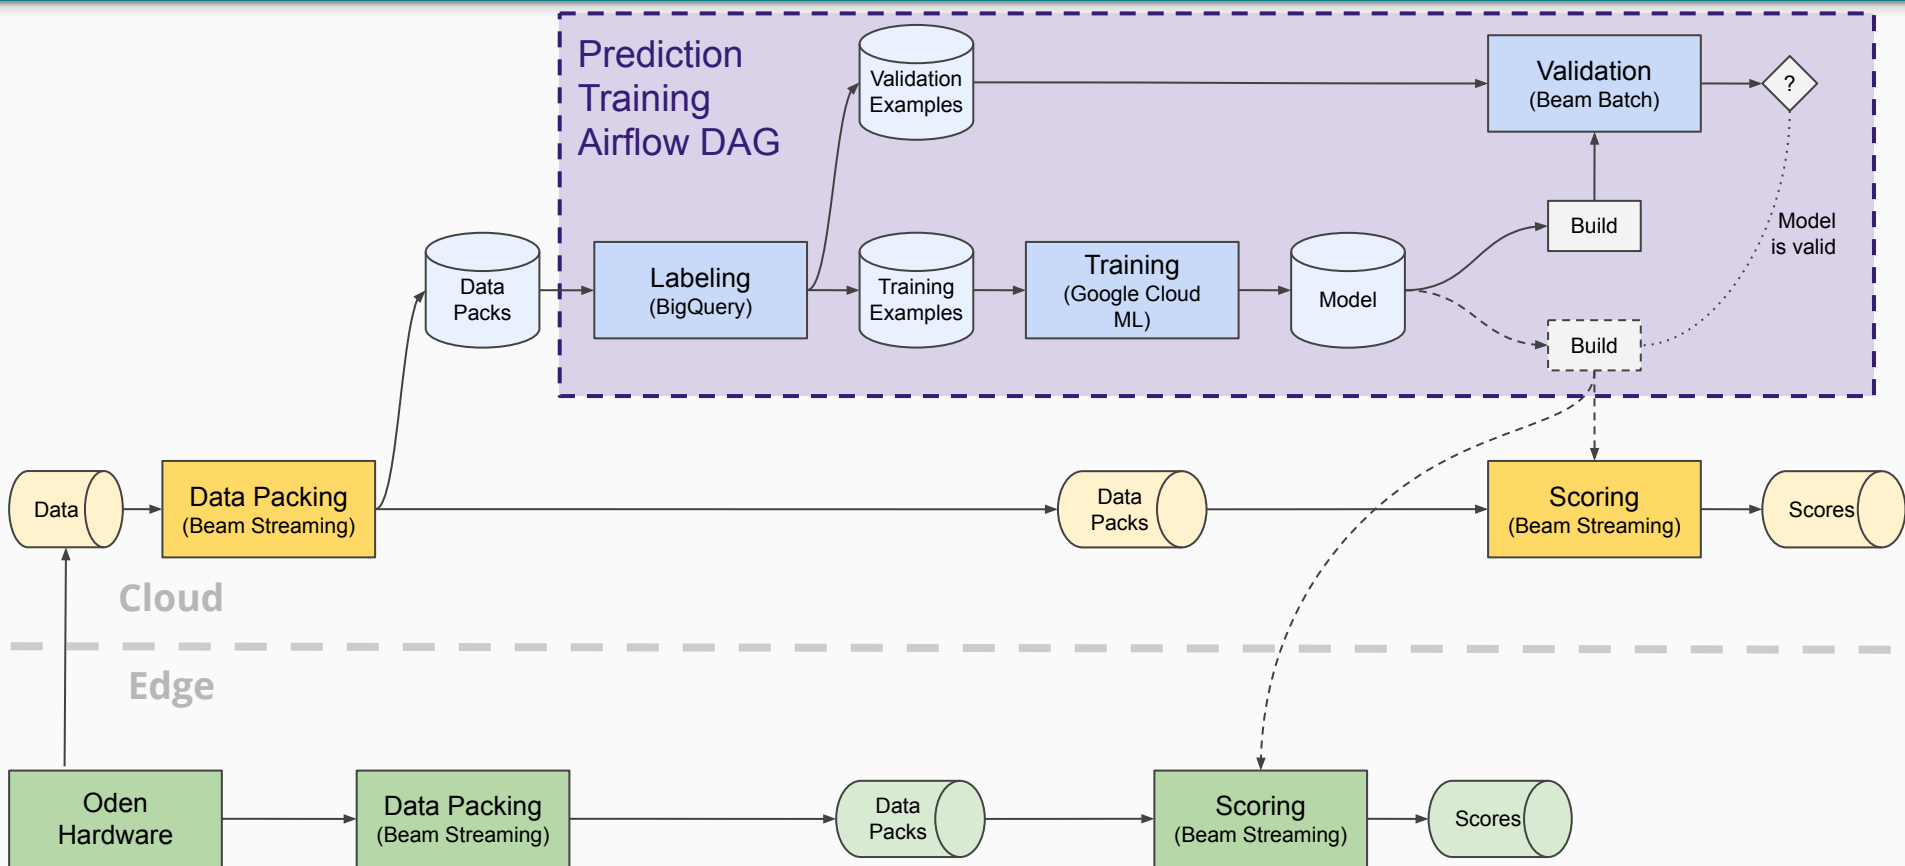 Prediction
Training
Airflow DAG
Validation
Examples
Validation
(Beam Batch)
?
Build
Model
is valid
Data
Packs
Labeling
(BigQuery)
Training
Examples
Training
(Google Cloud
ML)
Model
Build
Data
Data Packing
(Beam Streaming)
Data
Packs
Scoring
(Beam Streaming)
Scores
Cloud
Edge
Oden
Hardware
Data Packing
(Beam Streaming)
Data
Packs
Scoring
(Beam Streaming)
Scores